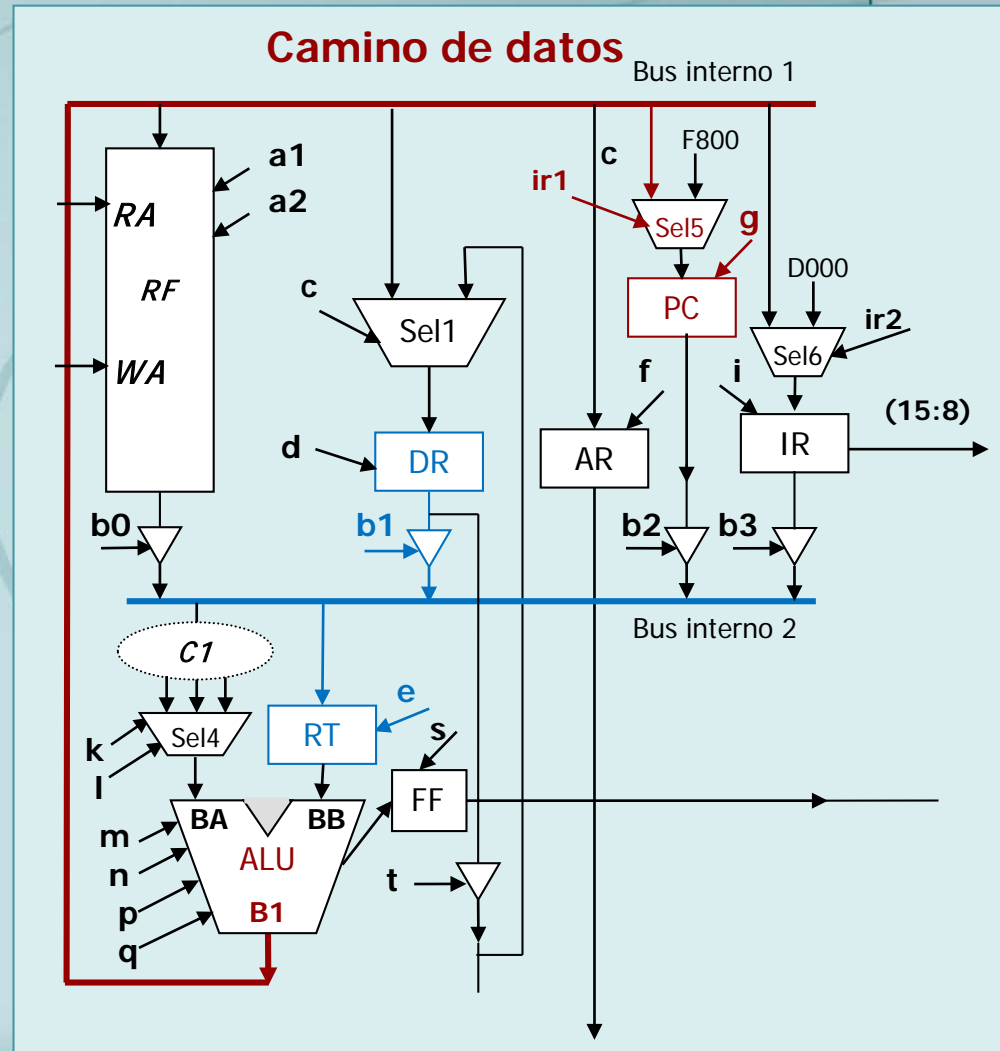 Camino de datos
Bus interno 1
a1
a2
RA
RF
WA
c
F800
ir1
Sel5
g
PC
D000
ir2
Sel6
c
Sel1
f
i
(15:8)
d
DR
AR
IR
b0
b1
b2
b3
Bus interno 2
C1
k
l
Sel4
RT
e
s
FF
BA
BB
m
n
p
q
ALU
B1
t